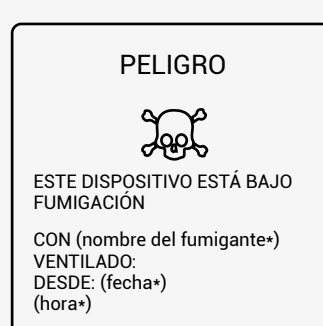 PELIGRO
ESTE DISPOSITIVO ESTÁ BAJO
FUMIGACIÓN
CON (nombre del fumigante*)
VENTILADO:
DESDE: (fecha*)
(hora*)